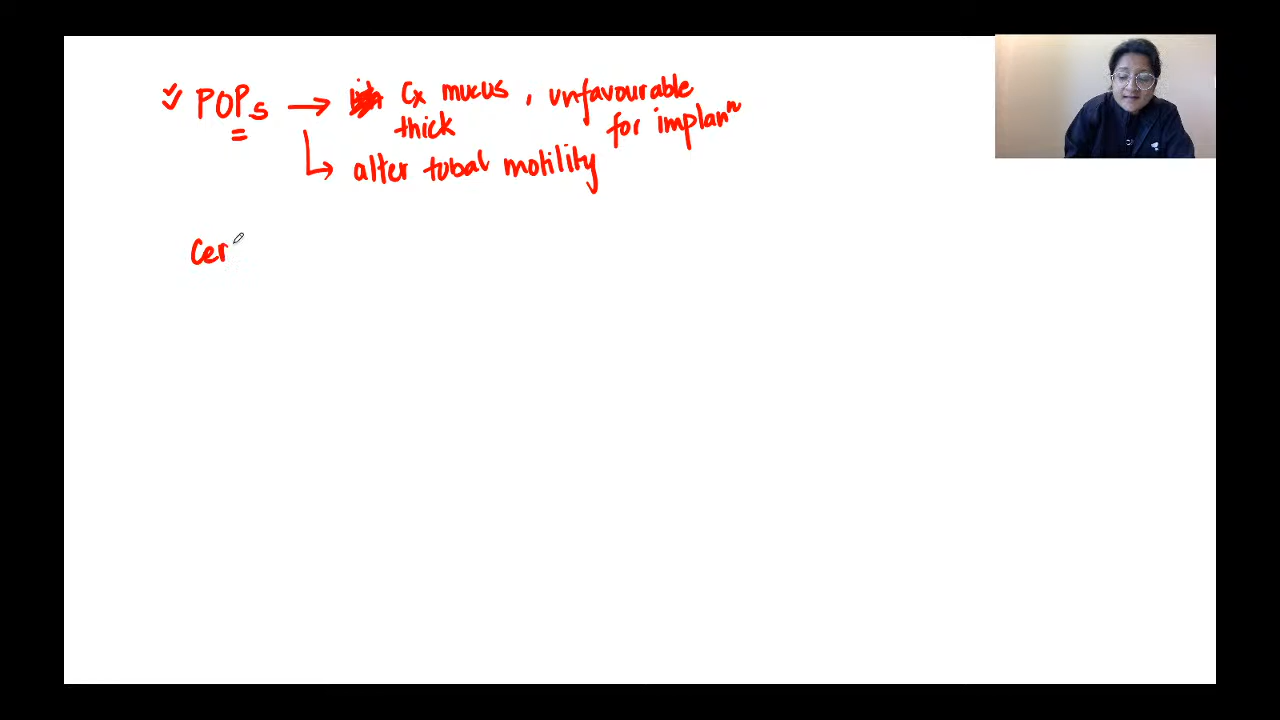 POPs → Cx mucus, unfavourable
thick for implanⁿ
↳ alter tubal motility
Cer